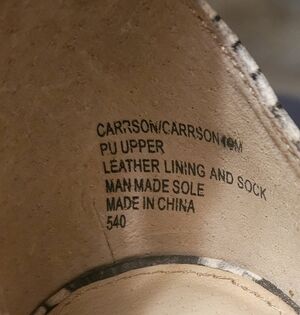 CARRSON/CARRSON 10M
PU UPPER
LEATHER LINING AND SOCK
MAN MADE SOLE
MADE IN CHINA
540